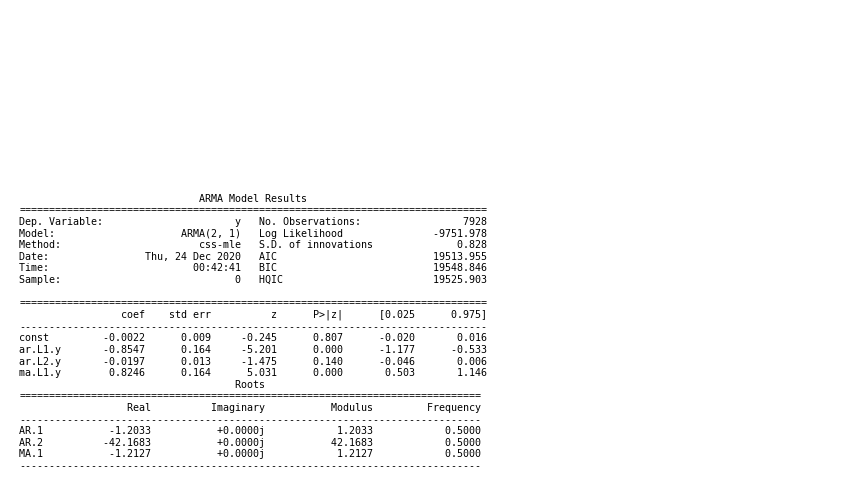 ARMA Model Results
==============================================================================
Dep. Variable:                      y   No. Observations:                 7928
Model:                     ARMA(2, 1)   Log Likelihood               -9751.978
Method:                       css-mle   S.D. of innovations              0.828
Date:                Thu, 24 Dec 2020   AIC                          19513.955
Time:                        00:42:41   BIC                          19548.846
Sample:                             0   HQIC                         19525.903

==============================================================================
                 coef    std err          z      P>|z|      [0.025      0.975]
------------------------------------------------------------------------------
const         -0.0022      0.009     -0.245      0.807      -0.020       0.016
ar.L1.y       -0.8547      0.164     -5.201      0.000      -1.177      -0.533
ar.L2.y       -0.0197      0.013     -1.475      0.140      -0.046       0.006
ma.L1.y        0.8246      0.164      5.031      0.000       0.503       1.146
                                    Roots
=============================================================================
                  Real          Imaginary           Modulus         Frequency
-----------------------------------------------------------------------------
AR.1           -1.2033           +0.0000j            1.2033            0.5000
AR.2          -42.1683           +0.0000j           42.1683            0.5000
MA.1           -1.2127           +0.0000j            1.2127            0.5000
-----------------------------------------------------------------------------